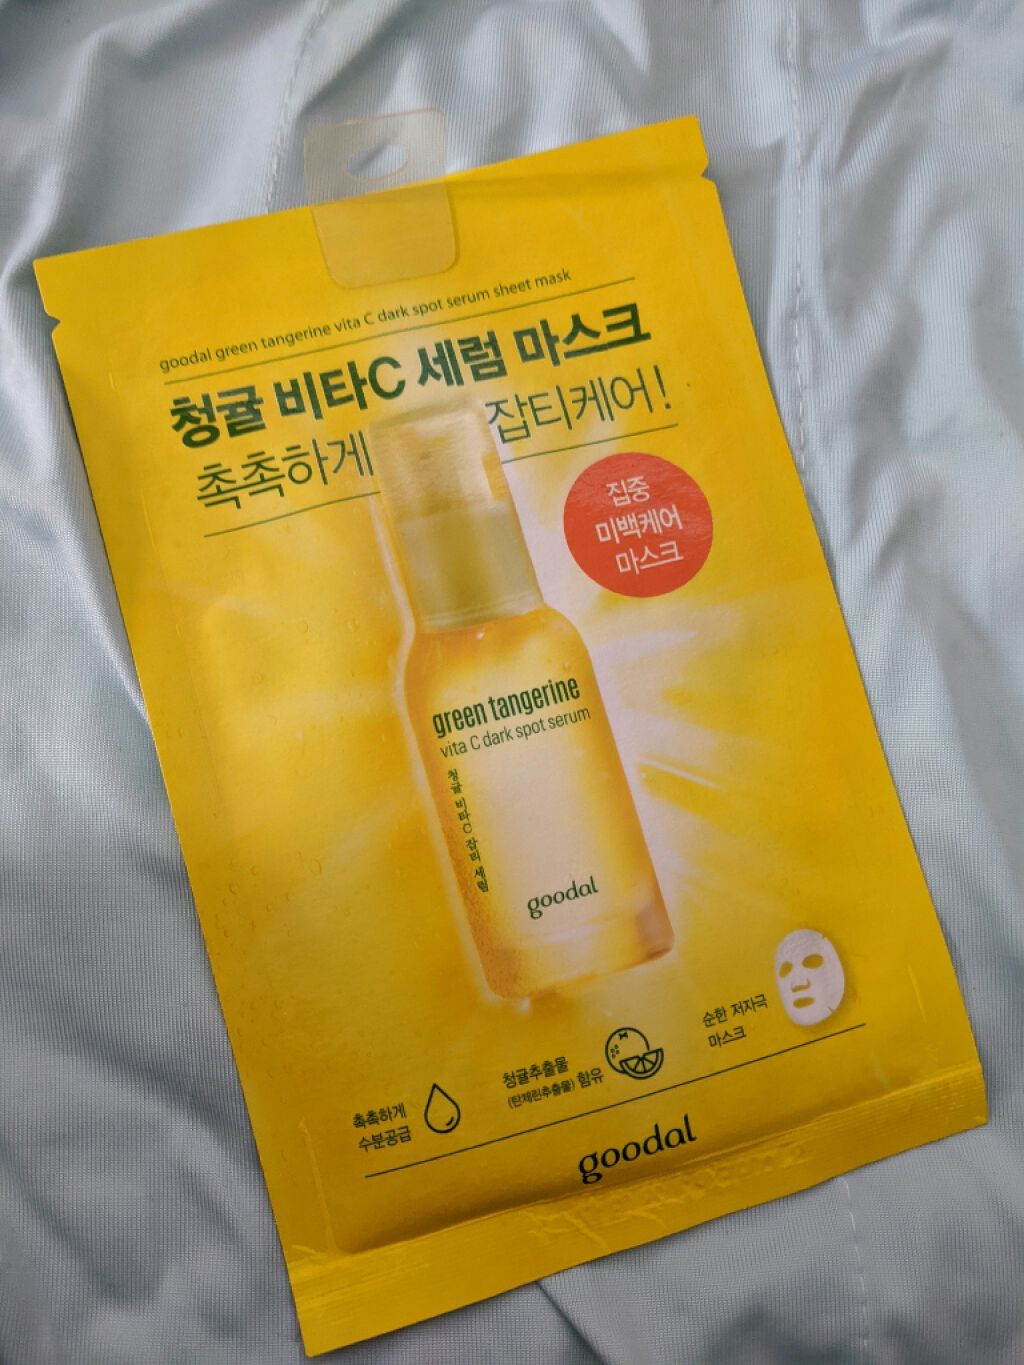 goodal green tangerine vita C dark spot serum sheet mask
청귤 비타C 세럼 마스크
촉촉하게 잡티케어!
집중
미백케어
마스크
green tangerine
vita C dark spot serum
청귤 비타C 잡티 세럼
goodal
촉촉하게
수분공급
청귤추출물
(탄제린추출물) 함유
순한 저자극
마스크
goodal